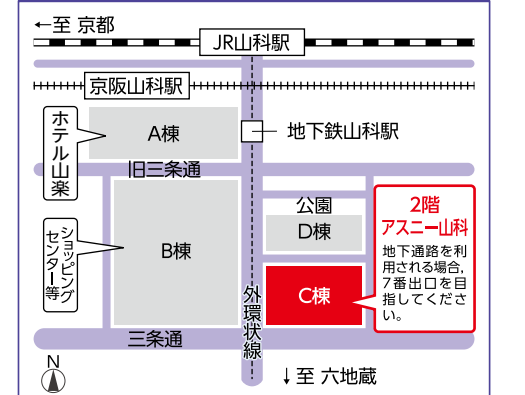 ←至 京都
JR山科駅
京阪山科駅
ホテル山楽
A棟
地下鉄山科駅
旧三条通
公園
D棟
2階
アスニー山科
地下通路を利
用される場合,
7番出口を目
指してくださ
い。
ショッピング
センター等
B棟
C棟
外環状線
三条通
N
↓至 六地蔵